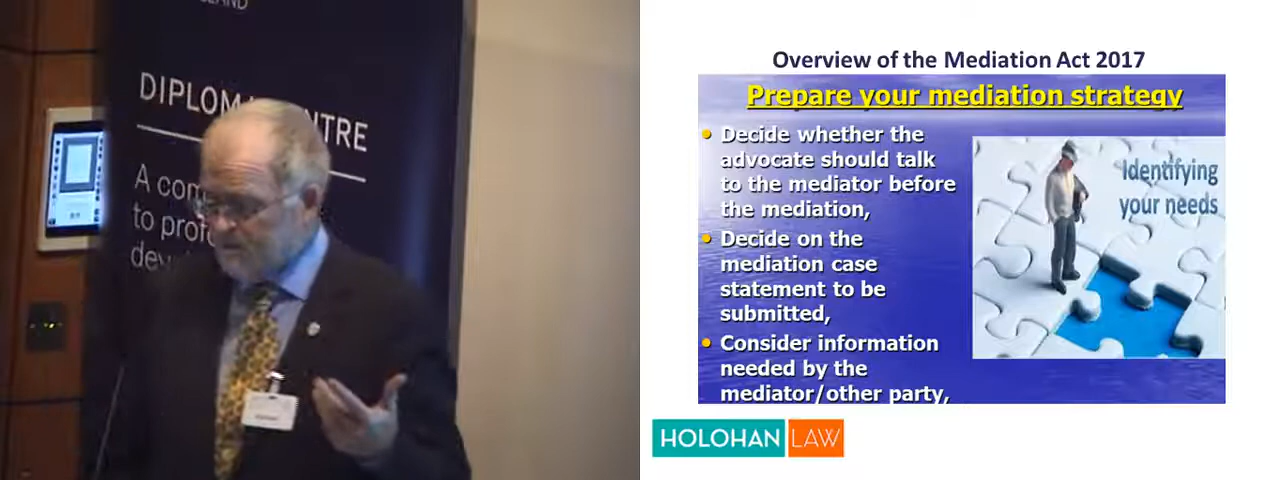 DIPLOM
NTRE
A com
to prof
dev
Overview of the Mediation Act 2017
Prepare your mediation strategy
• Decide whether the
advocate should talk
to the mediator before
the mediation,
• Decide on the
mediation case
statement to be
submitted,
• Consider information
needed by the
mediator/other party,
Identifying
your needs
HOLOHAN LAW